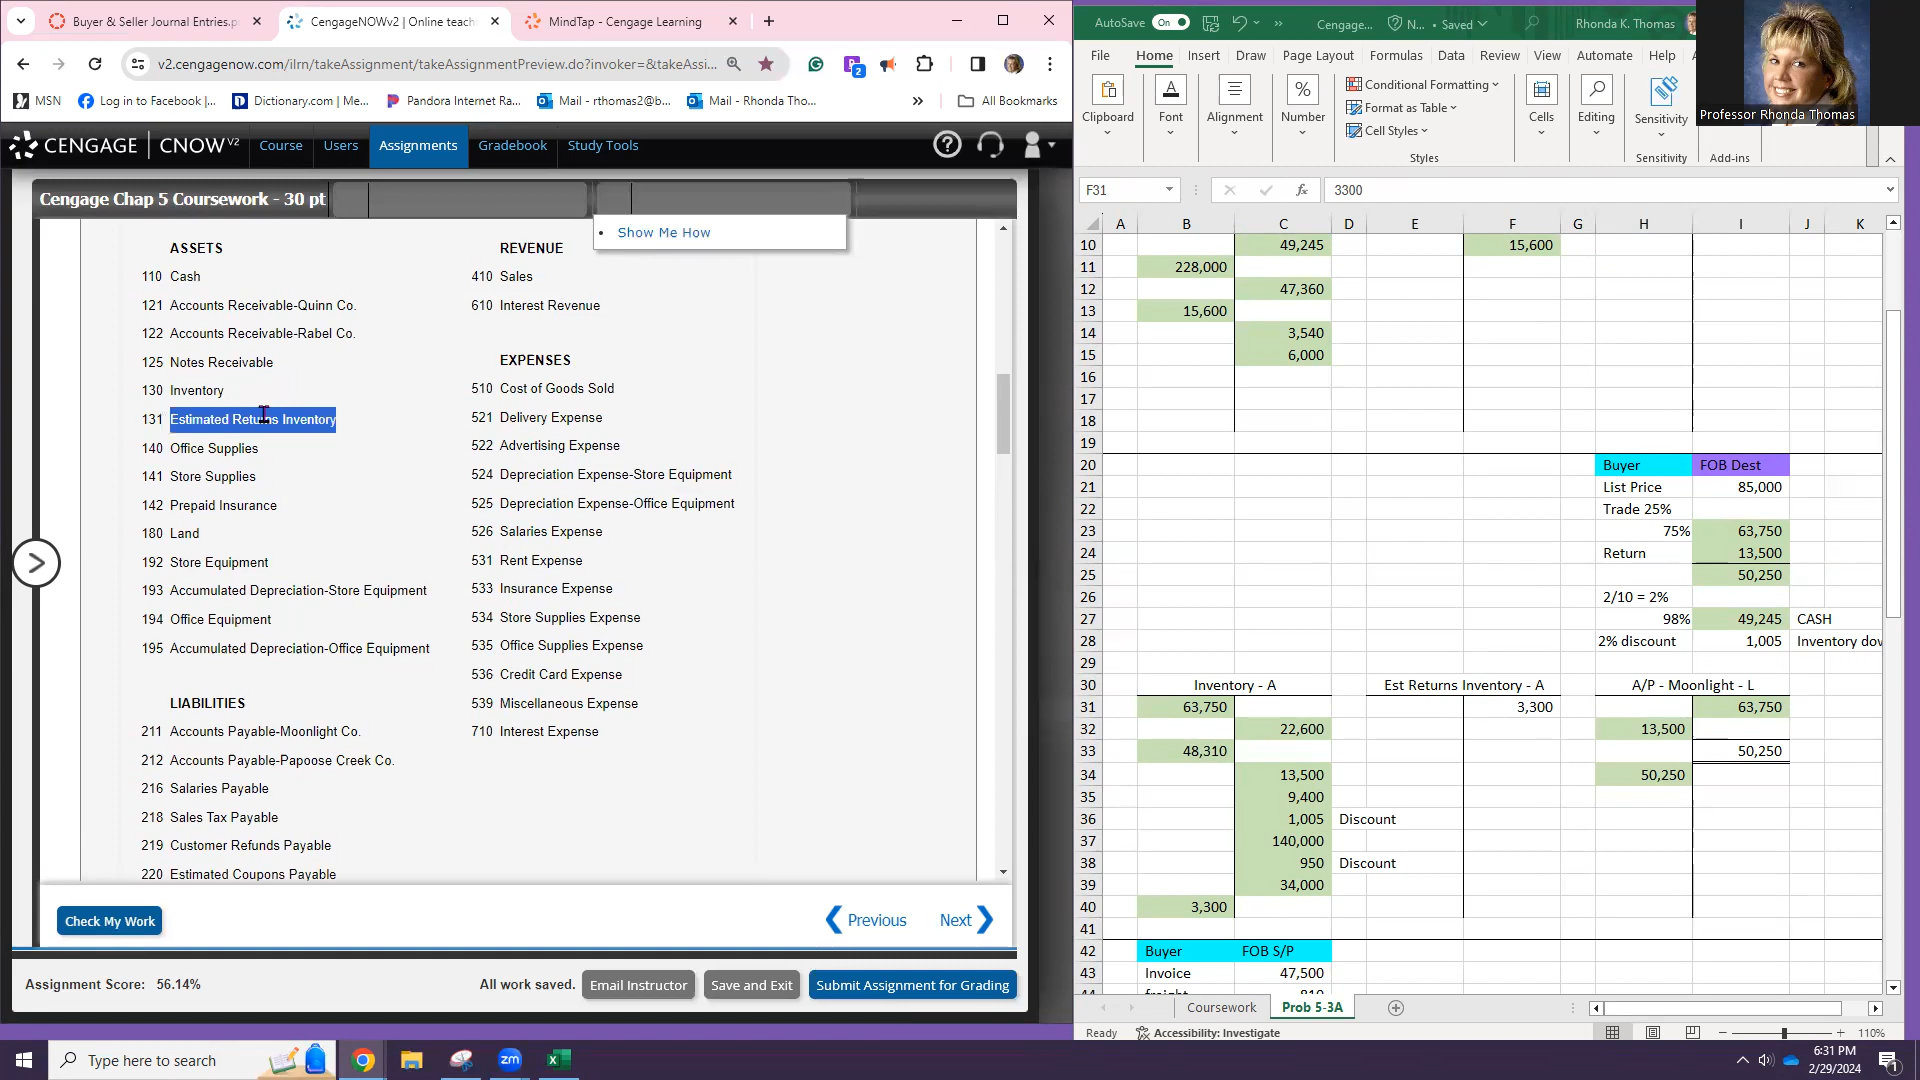 Buyer & Seller Journal Entries.p
CengageNOWv2 | Online teach
MindTap - Cengage Learning
v2.cengagenow.com/ilrn/takeAssignment/takeAssignmentPreview.do?invoker=&takeAssi...
2
MSN
Log in to Facebook |...
Dictionary.com | Me...
Pandora Internet Ra...
Mail - rthomas2@b...
Mail - Rhonda Tho...
»
All Bookmarks
CENGAGE | CNOWV2
Course
Users
Assignments
Gradebook
Study Tools
Cengage Chap 5 Coursework - 30 pt
Show Me How
ASSETS
110 Cash
121 Accounts Receivable-Quinn Co.
122 Accounts Receivable-Rabel Co.
125 Notes Receivable
130 Inventory
131 Estimated Returns Inventory
140 Office Supplies
141 Store Supplies
142 Prepaid Insurance
180 Land
192 Store Equipment
193 Accumulated Depreciation-Store Equipment
194 Office Equipment
195 Accumulated Depreciation-Office Equipment
LIABILITIES
211 Accounts Payable-Moonlight Co.
212 Accounts Payable-Papoose Creek Co.
216 Salaries Payable
218 Sales Tax Payable
219 Customer Refunds Payable
220 Estimated Coupons Payable
REVENUE
410 Sales
610 Interest Revenue
EXPENSES
510 Cost of Goods Sold
521 Delivery Expense
522 Advertising Expense
524 Depreciation Expense-Store Equipment
525 Depreciation Expense-Office Equipment
526 Salaries Expense
531 Rent Expense
533 Insurance Expense
534 Store Supplies Expense
535 Office Supplies Expense
536 Credit Card Expense
539 Miscellaneous Expense
710 Interest Expense
Check My Work
Previous
Next
Assignment Score: 56.14%
All work saved.
Email Instructor
Save and Exit
Submit Assignment for Grading
AutoSave On
»
Cengage...
N... • Saved
Rhonda K. Thomas
Professor Rhonda Thomas
File Home Insert Draw Page Layout Formulas Data Review View Automate Help
Clipboard
Font
Alignment
Number
Conditional Formatting
Format as Table
Cell Styles
Styles
Cells
Editing
Sensitivity
Sensitivity
Add-ins
F31
fx
3300
A B C D E F G H I J K
10 49,245 15,600
11 228,000
12 47,360
13 15,600
14 3,540
15 6,000
16
17
18
19
20 Buyer FOB Dest
21 List Price 85,000
22 Trade 25%
23 75% 63,750
24 Return 13,500
25 50,250
26 2/10 = 2%
27 98% 49,245 CASH
28 2% discount 1,005 Inventory dov
29
30 Inventory - A Est Returns Inventory - A A/P - Moonlight - L
31 63,750 3,300 63,750
32 22,600 13,500
33 48,310 50,250
34 13,500 50,250
35 9,400
36 1,005 Discount
37 140,000
38 950 Discount
39 34,000
40 3,300
41
42 Buyer FOB S/P
43 Invoice 47,500
Coursework
Prob 5-3A
Ready
Accessibility: Investigate
110%
Type here to search
zm
6:31 PM
2/29/2024
1